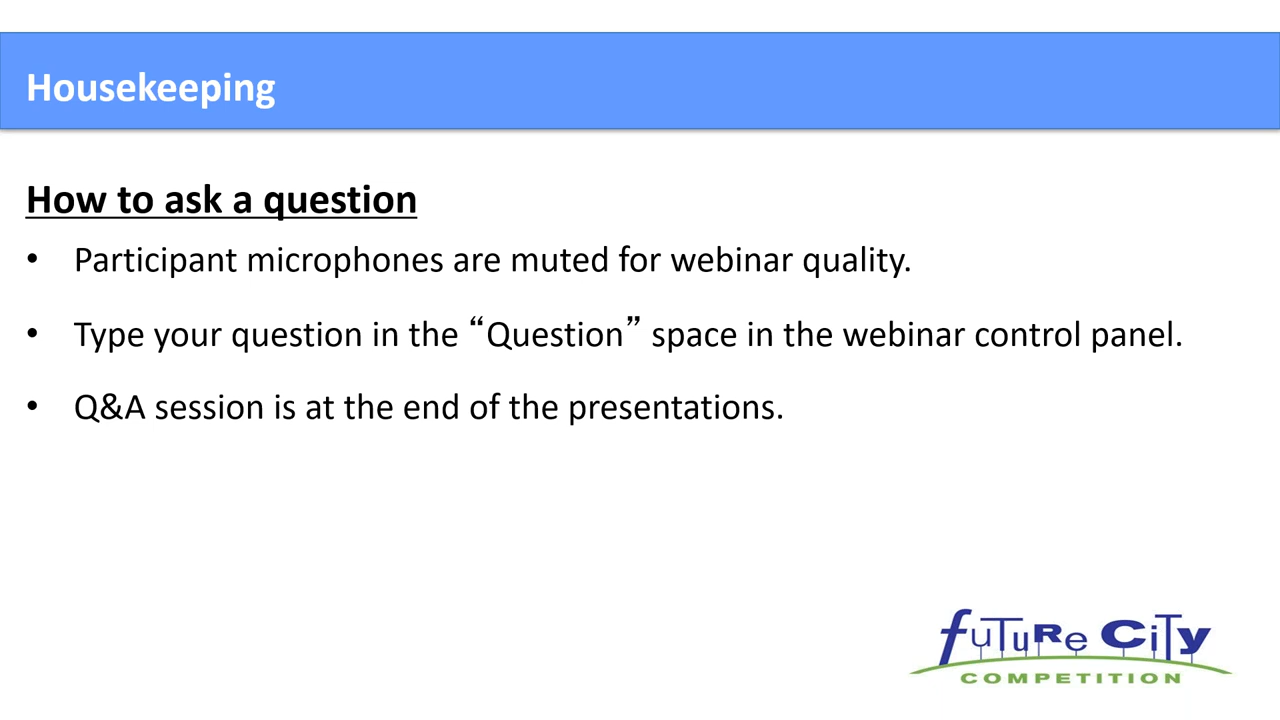 Housekeeping
How to ask a question
• Participant microphones are muted for webinar quality.
• Type your question in the “Question” space in the webinar control panel.
• Q&A session is at the end of the presentations.
fuTuRe CiTy
COMPETITION